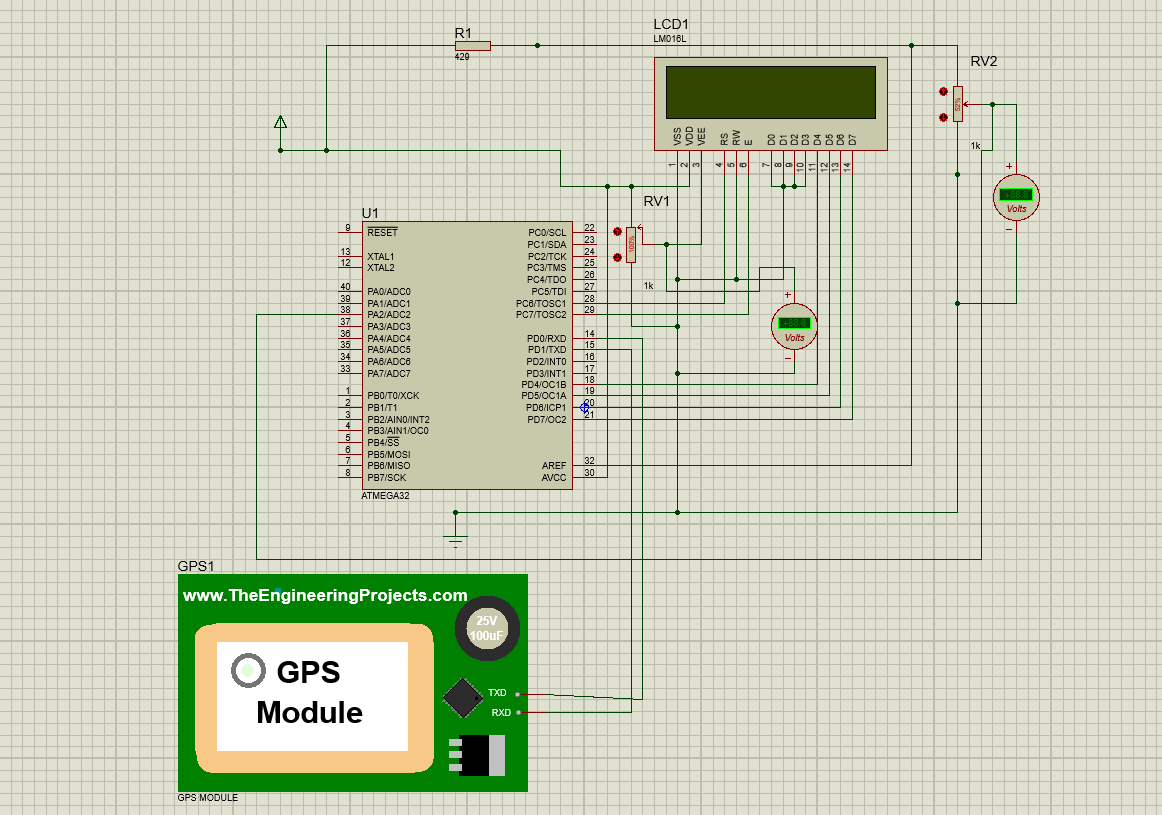 LCD1
LM016L
R1
429
RV2
52%
1k
VSS
VDD
VEE
RS
RW
E
D0
D1
D2
D3
D4
D5
D6
D7
1
2
3
4
5
6
7
8
9
10
11
12
13
14
+
Volts
−
RV1
100%
1k
+
Volts
−
U1
9 RESET PC0/SCL 22
PC1/SDA 23
13 XTAL1 PC2/TCK 24
12 XTAL2 PC3/TMS 25
PC4/TDO 26
40 PA0/ADC0 PC5/TDI 27
39 PA1/ADC1 PC6/TOSC1 28
38 PA2/ADC2 PC7/TOSC2 29
37 PA3/ADC3
36 PA4/ADC4 PD0/RXD 14
35 PA5/ADC5 PD1/TXD 15
34 PA6/ADC6 PD2/INT0 16
33 PA7/ADC7 PD3/INT1 17
PD4/OC1B 18
1 PB0/T0/XCK PD5/OC1A 19
2 PB1/T1 PD6/ICP1 20
3 PB2/AIN0/INT2 PD7/OC2 21
4 PB3/AIN1/OC0
5 PB4/SS
6 PB5/MOSI
7 PB6/MISO AREF 32
8 PB7/SCK AVCC 30
ATMEGA32
GPS1
www.TheEngineeringProjects.com
25V
100uF
GPS
Module
TXD
RXD
GPS MODULE